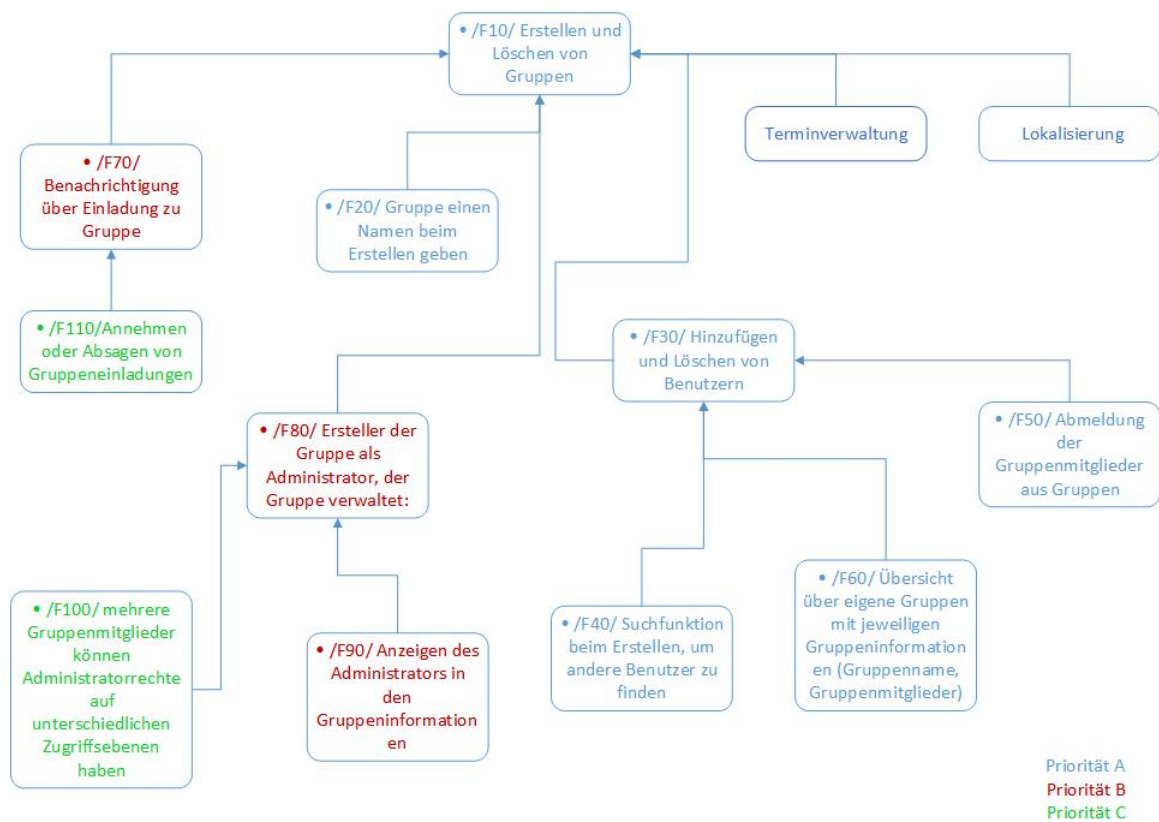 • /F10/ Erstellen und
Löschen von
Gruppen
Terminverwaltung
Lokalisierung
• /F70/
Benachrichtigung
über Einladung zu
Gruppe
• /F20/ Gruppe einen
Namen beim
Erstellen geben
• /F110/Annehmen
oder Absagen von
Gruppeneinladungen
• /F30/ Hinzufügen
und Löschen von
Benutzern
• /F80/ Ersteller der
Gruppe als
Administrator, der
Gruppe verwaltet:
• /F50/ Abmeldung
der
Gruppenmitglieder
aus Gruppen
• /F100/ mehrere
Gruppenmitglieder
können
Administratorrechte
auf
unterschiedlichen
Zugriffsebenen
haben
• /F90/ Anzeigen des
Administrators in
den
Gruppeninformation
en
• /F40/ Suchfunktion
beim Erstellen, um
andere Benutzer zu
finden
• /F60/ Übersicht
über eigene Gruppen
mit jeweiligen
Gruppeninformation
en (Gruppenname,
Gruppenmitglieder)
Priorität A
Priorität B
Priorität C